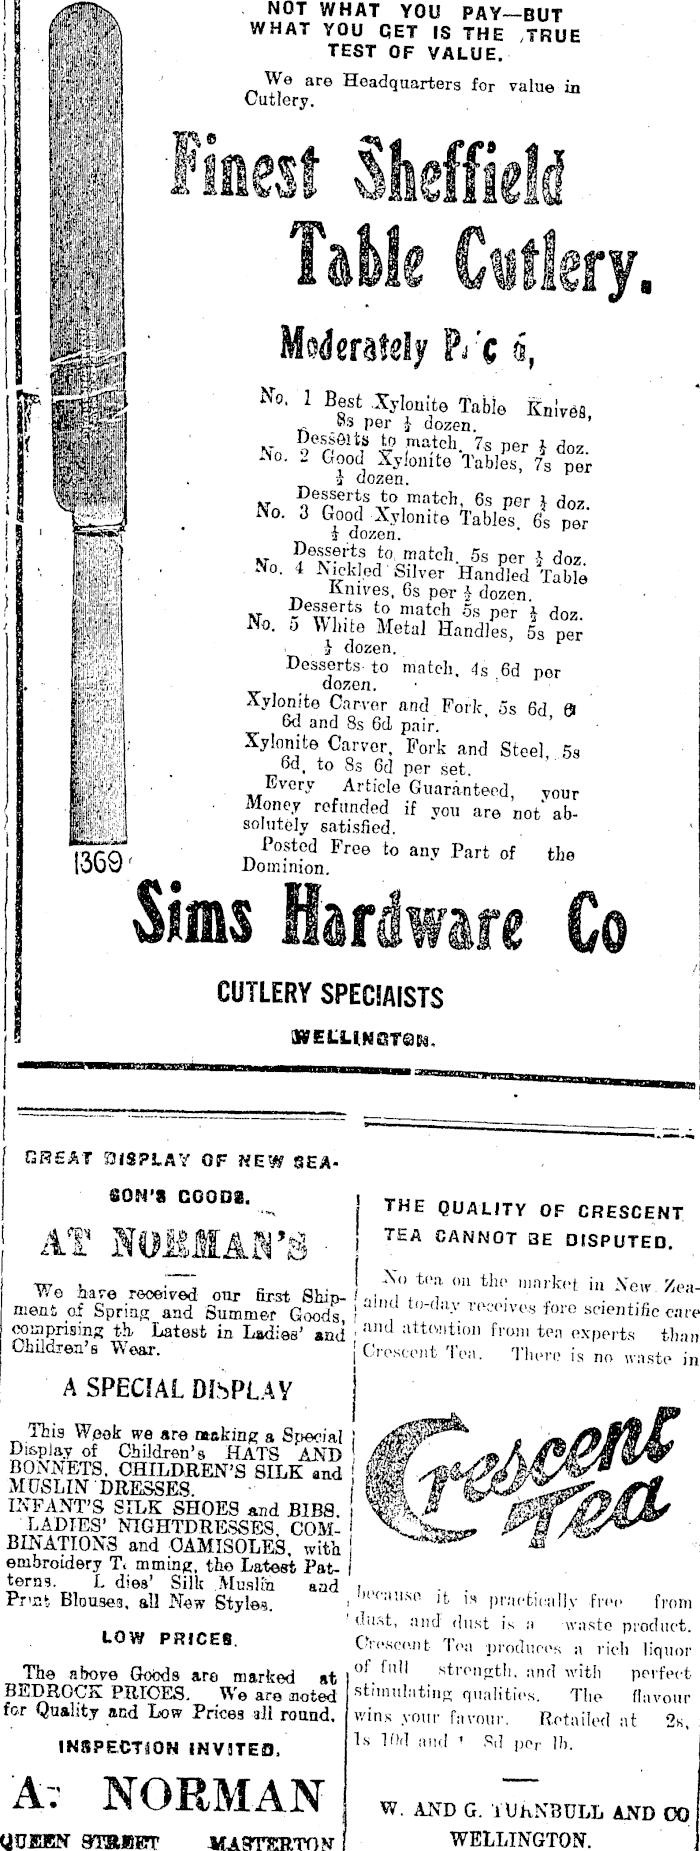 NOT WHAT YOU PAY—BUT
WHAT YOU GET IS THE TRUE
TEST OF VALUE.
We are Headquarters for value in
Cutlery.
Finest Sheffield
Table Cutlery.
Moderately
No. 1 Best Xylonite Table Knives,
8s per ½ dozen.
Desserts to match, 7s per ½ doz.
No. 2 Good Xylonite Tables, 7s per
½ dozen.
Desserts to match, 6s per ½ doz.
No. 3 Good Xylonite Tables, 6s per
½ dozen.
Desserts to match, 5s per ½ doz.
No. 4 Nickled Silver Handled Table
Knives, 6s per ½ dozen.
Desserts to match 5s per ½ doz.
No. 5 White Metal Handles, 5s per
½ dozen.
Desserts to match, 4s 6d per
dozen.
Xylonite Carver and Fork, 5s 6d, 6
6d and 8s 6d pair.
Xylonite Carver, Fork and Steel, 5s
6d, to 8s 6d per set.
Every Article Guaranteed, your
Money refunded if you are not ab-
solutely satisfied.
Posted Free to any Part of the
Dominion.
1369
Sims Hardware Co
CUTLERY SPECIAISTS
WELLINGTON.
GREAT DISPLAY OF NEW SEA-
SON'S GOODS.
AT NORMAN'S
We have received our first Ship-
ment of Spring and Summer Goods,
comprising th Latest in Ladies' and
Children's Wear.
A SPECIAL DISPLAY
This Week we are making a Special
Display of Children's HATS AND
BONNETS, CHILDREN'S SILK and
MUSLIN DRESSES.
INFANT'S SILK SHOES and BIBS.
LADIES' NIGHTDRESSES, COM-
BINATIONS and CAMISOLES, with
embroidery T mming, the Latest Pat-
terns. L dies' Silk Muslin and
Print Blouses, all New Styles.
LOW PRICES.
The above Goods are marked at
BEDROCK PRICES. We are noted
for Quality and Low Prices all round.
INSPECTION INVITED.
A. NORMAN
QUEEN STREET MASTERTON
THE QUALITY OF CRESCENT
TEA CANNOT BE DISPUTED.
No tea on the market in New Zea-
aind to-day receives fore scientific care
and attention from tea experts than
Crescent Tea. There is no waste in
Crescent
Tea
because it is practically free from
dust, and dust is a waste product.
Crescent Tea produces a rich liquor
of full strength, and with perfect
stimulating qualities. The flavour
wins your favour. Retailed at 2s,
1s 10d and 8d per lb.
W. AND G. TURNBULL AND CO
WELLINGTON.